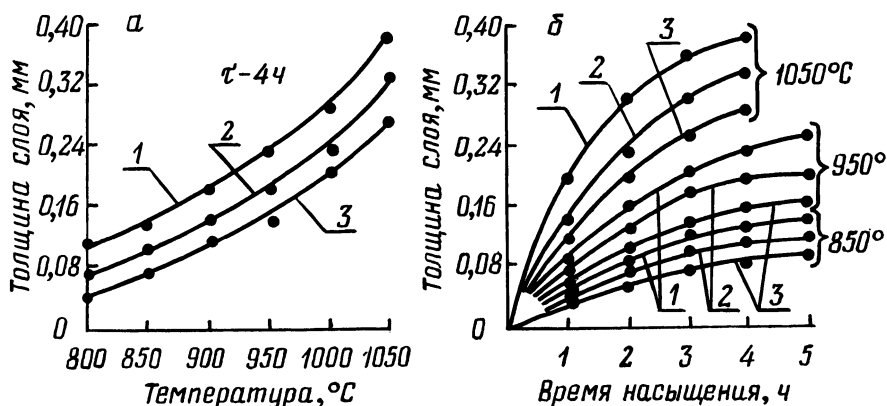 а
Толщина слоя, мм
0,40
0,32
0,24
0,16
0,08
0
τ-4ч
1
2
3
800 850 900 950 1000 1050
Температура, °С
б
Толщина слоя, мм
0,40
0,32
0,24
0,16
0,08
0
1
2
3
1050°С
950°
850°
1 2 3
1 2 3 4 5
Время насыщения, ч